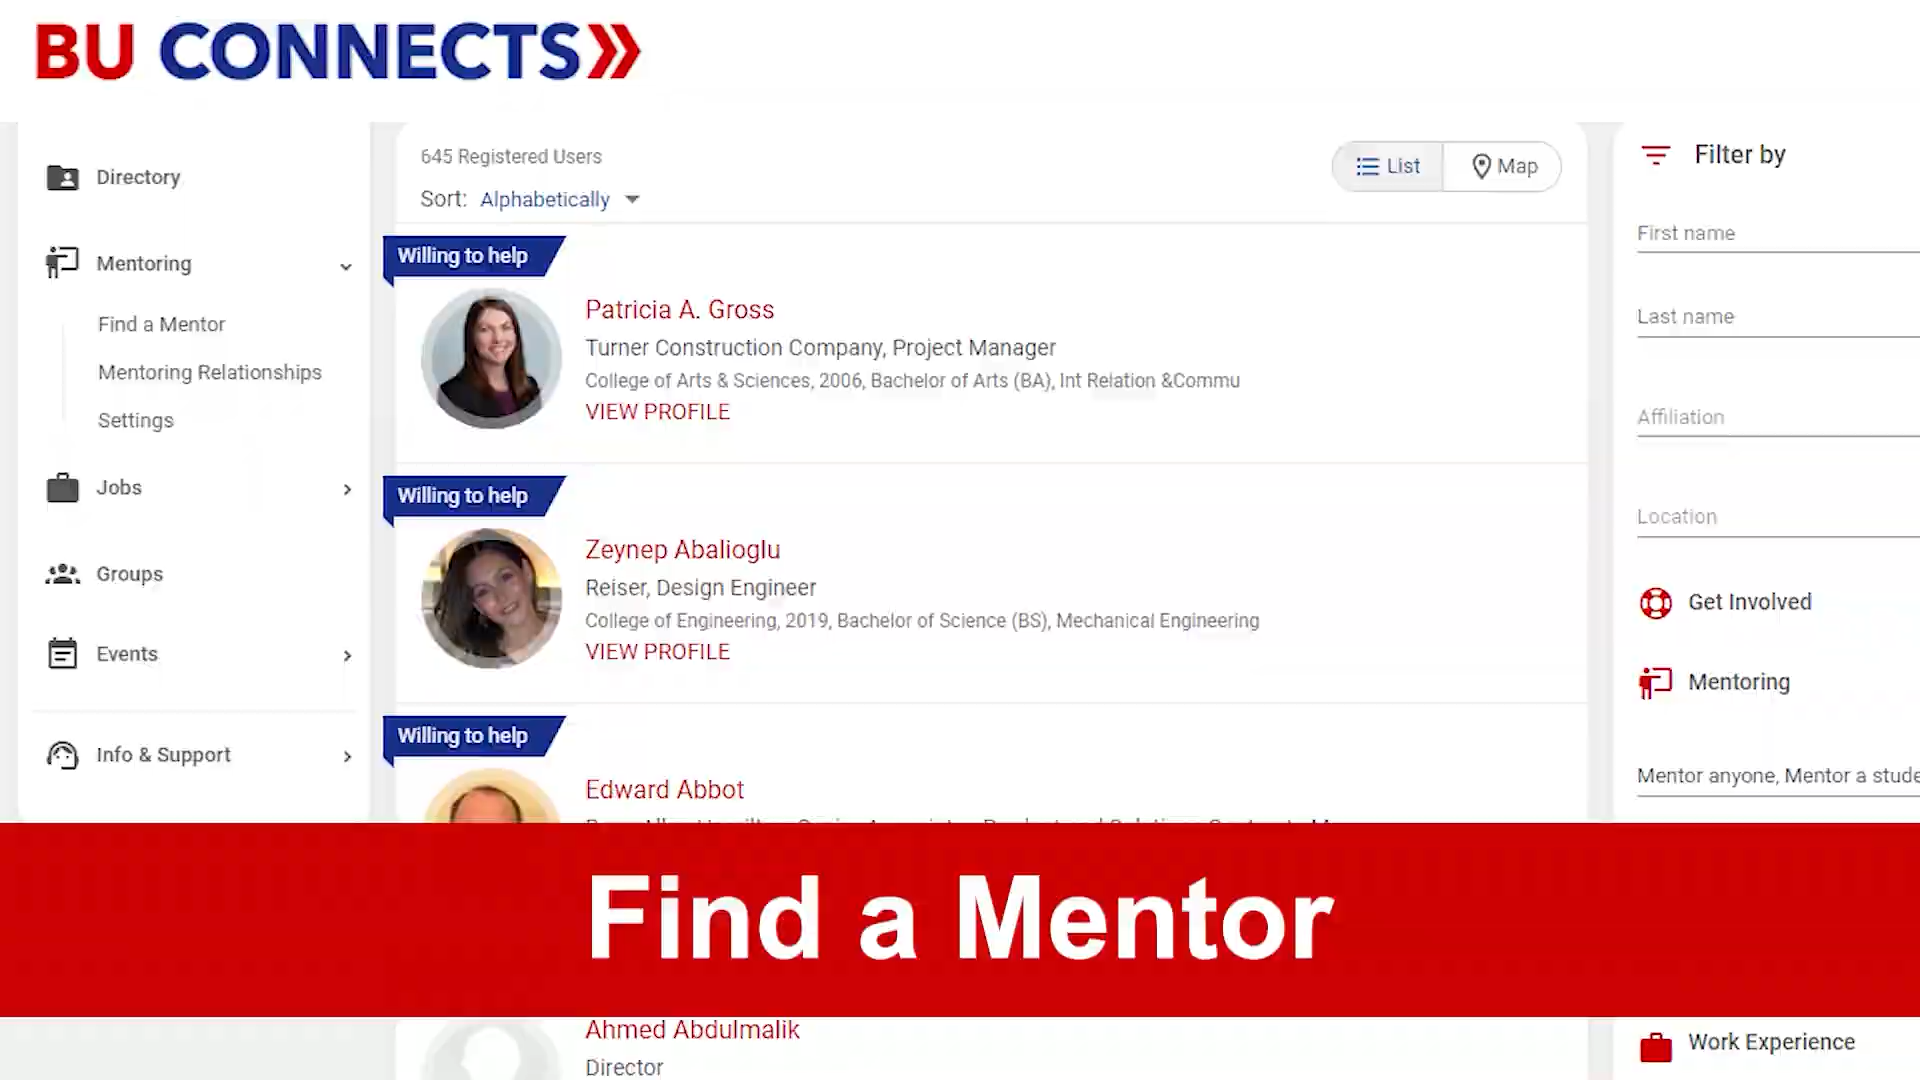 BU CONNECTS
Directory
Mentoring
Find a Mentor
Mentoring Relationships
Settings
Jobs
Groups
Events
Info & Support
645 Registered Users
Sort: Alphabetically
List
Map
Willing to help
Patricia A. Gross
Turner Construction Company, Project Manager
College of Arts & Sciences, 2006, Bachelor of Arts (BA), Int Relation &Commu
VIEW PROFILE
Willing to help
Zeynep Abalioglu
Reiser, Design Engineer
College of Engineering, 2019, Bachelor of Science (BS), Mechanical Engineering
VIEW PROFILE
Willing to help
Edward Abbot
Ahmed Abdulmalik
Director
Filter by
First name
Last name
Affiliation
Location
Get Involved
Mentoring
Mentor anyone, Mentor a stude
Work Experience
Find a Mentor